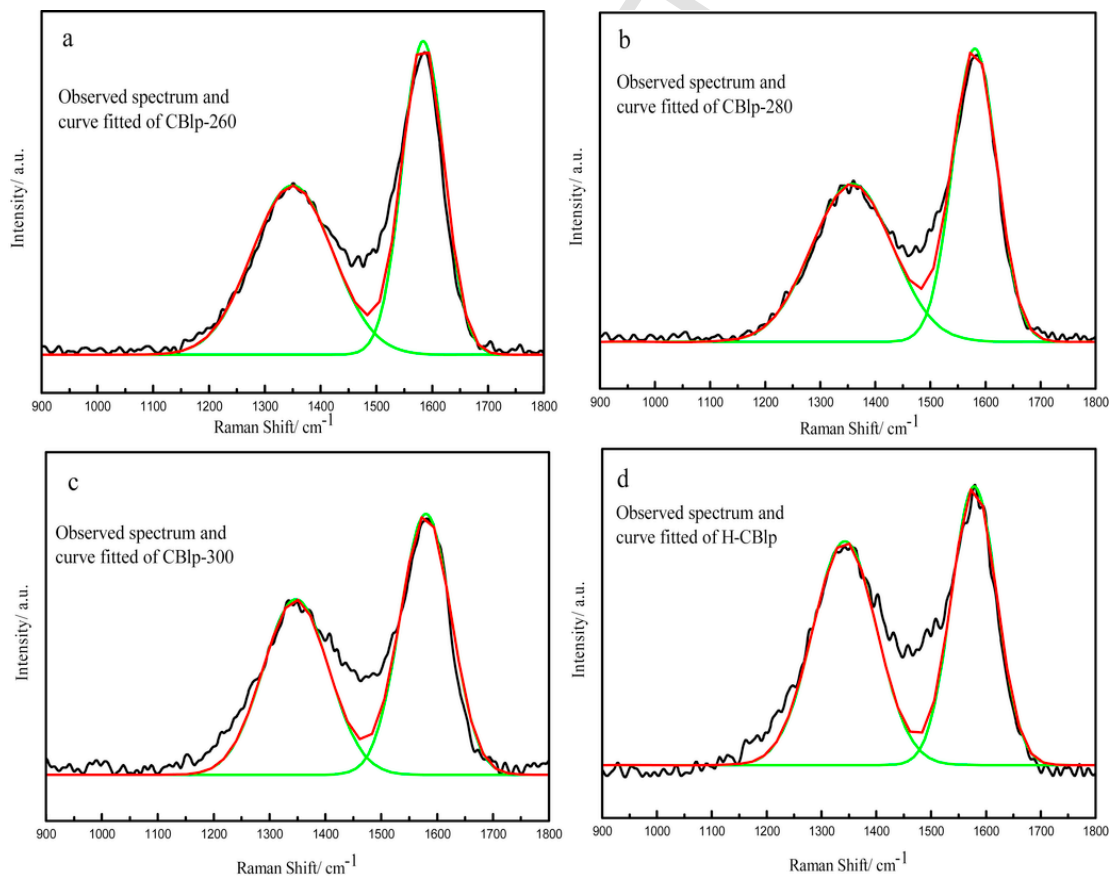 a
Observed spectrum and
curve fitted of CBlp-260
Intensity/ a.u.
900 1000 1100 1200 1300 1400 1500 1600 1700 1800
Raman Shift/ cm⁻¹
b
Observed spectrum and
curve fitted of CBlp-280
Intensity/ a.u.
900 1000 1100 1200 1300 1400 1500 1600 1700 1800
Raman Shift/ cm⁻¹
c
Observed spectrum and
curve fitted of CBlp-300
Intensity/ a.u.
900 1000 1100 1200 1300 1400 1500 1600 1700 1800
Raman Shift/ cm⁻¹
d
Observed spectrum and
curve fitted of H-CBlp
Intensity/ a.u.
900 1000 1100 1200 1300 1400 1500 1600 1700 1800
Raman Shift/ cm⁻¹